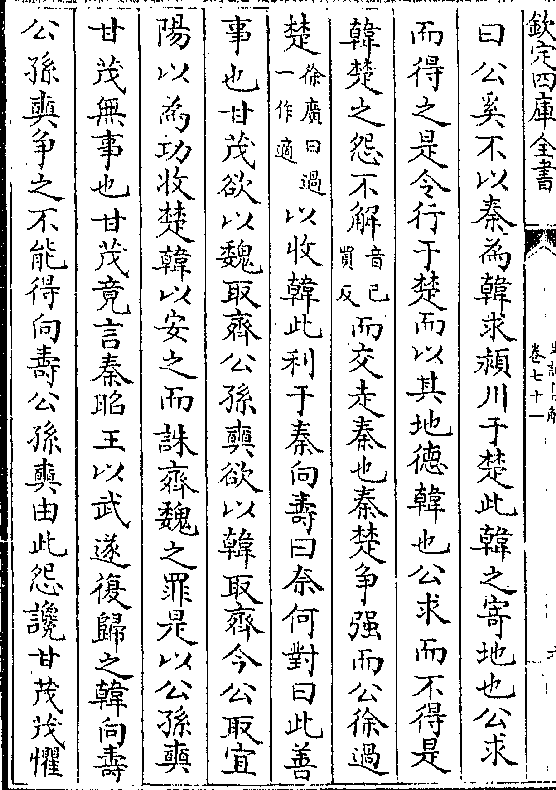 欽定四庫全書
卷七十一
曰公奚不以秦為韓求潁川于楚此韓之寄地也公求
而得之是令行于楚而以其地德韓也公求而不得是
韓楚之怨不解音已買反而交走秦也秦楚争强而公徐過
楚徐廣曰過一作適以收韓此利于秦向壽曰奈何對曰此善
事也甘茂欲以魏取齊公孫奭欲以韓取齊今公取宜
陽以為功收楚韓以安之而誅齊魏之罪是以公孫奭
甘茂無事也甘茂竟言秦昭王以武遂復歸之韓向壽
公孫奭争之不能得向壽公孫奭由此怨讒甘茂茂懼